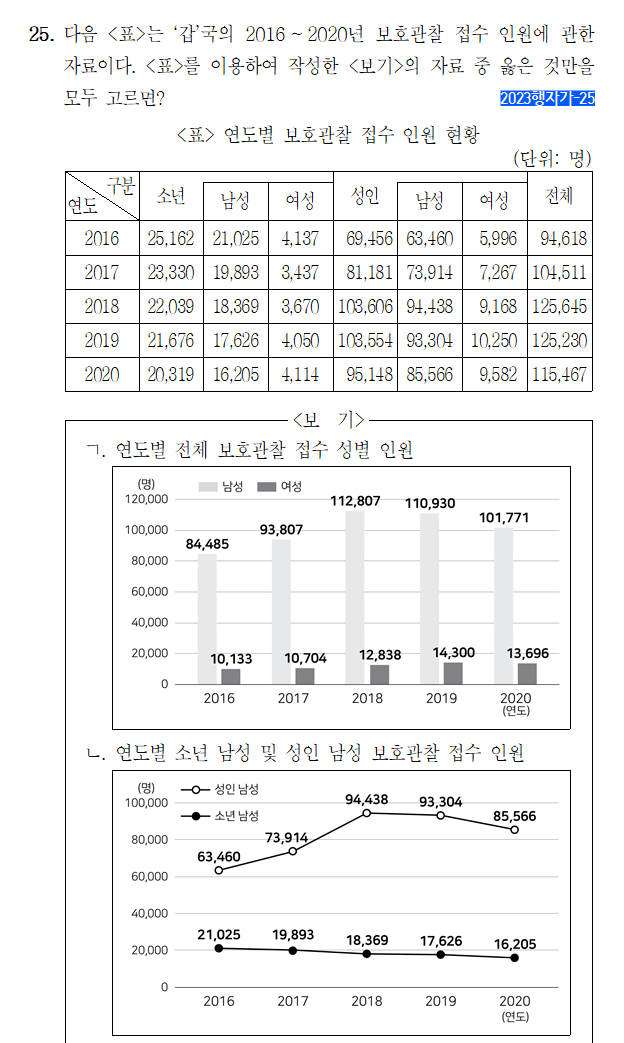 25. 다음 <표>는 ‘갑’국의 2016～2020년 보호관찰 접수 인원에 관한
자료이다. <표>를 이용하여 작성한 <보기>의 자료 중 옳은 것만을
모두 고르면?
2023행자가-25
<표> 연도별 보호관찰 접수 인원 현황
(단위: 명)
구분 연도 소년 남성 여성 성인 남성 여성 전체
2016 25,162 21,025 4,137 69,456 63,460 5,996 94,618
2017 23,330 19,893 3,437 81,181 73,914 7,267 104,511
2018 22,039 18,369 3,670 103,606 94,438 9,168 125,645
2019 21,676 17,626 4,050 103,554 93,304 10,250 125,230
2020 20,319 16,205 4,114 95,148 85,566 9,582 115,467
<보 기>
ㄱ. 연도별 전체 보호관찰 접수 성별 인원
(명) 남성 여성
120,000
100,000
80,000
60,000
40,000
20,000
0
84,485 93,807 112,807 110,930 101,771
10,133 10,704 12,838 14,300 13,696
2016 2017 2018 2019 2020
(연도)
ㄴ. 연도별 소년 남성 및 성인 남성 보호관찰 접수 인원
(명) 성인 남성
소년 남성
100,000
80,000
60,000
40,000
20,000
0
63,460 73,914 94,438 93,304 85,566
21,025 19,893 18,369 17,626 16,205
2016 2017 2018 2019 2020
(연도)